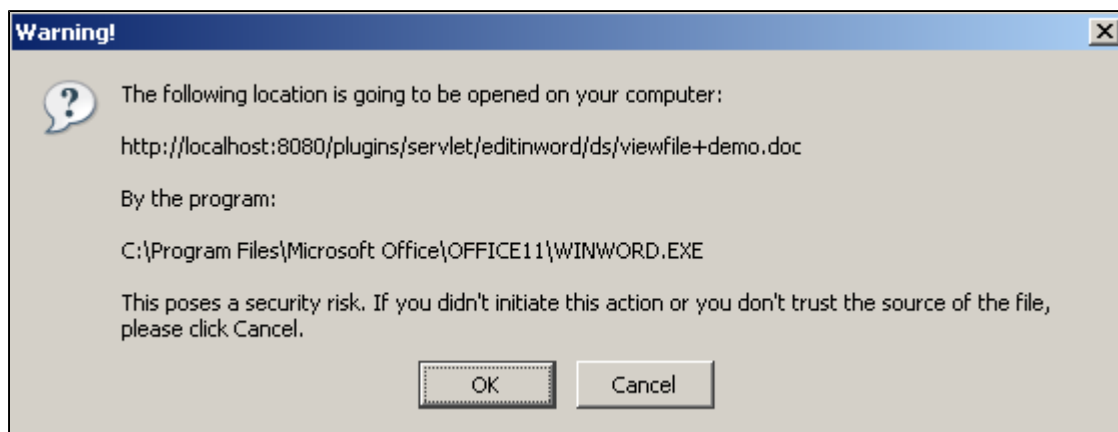 Warning!
The following location is going to be opened on your computer:
http://localhost:8080/plugins/servlet/editinword/ds/viewfile+demo.doc
By the program:
C:\Program Files\Microsoft Office\OFFICE11\WINWORD.EXE
This poses a security risk. If you didn't initiate this action or you don't trust the source of the file,
please click Cancel.
OK
Cancel